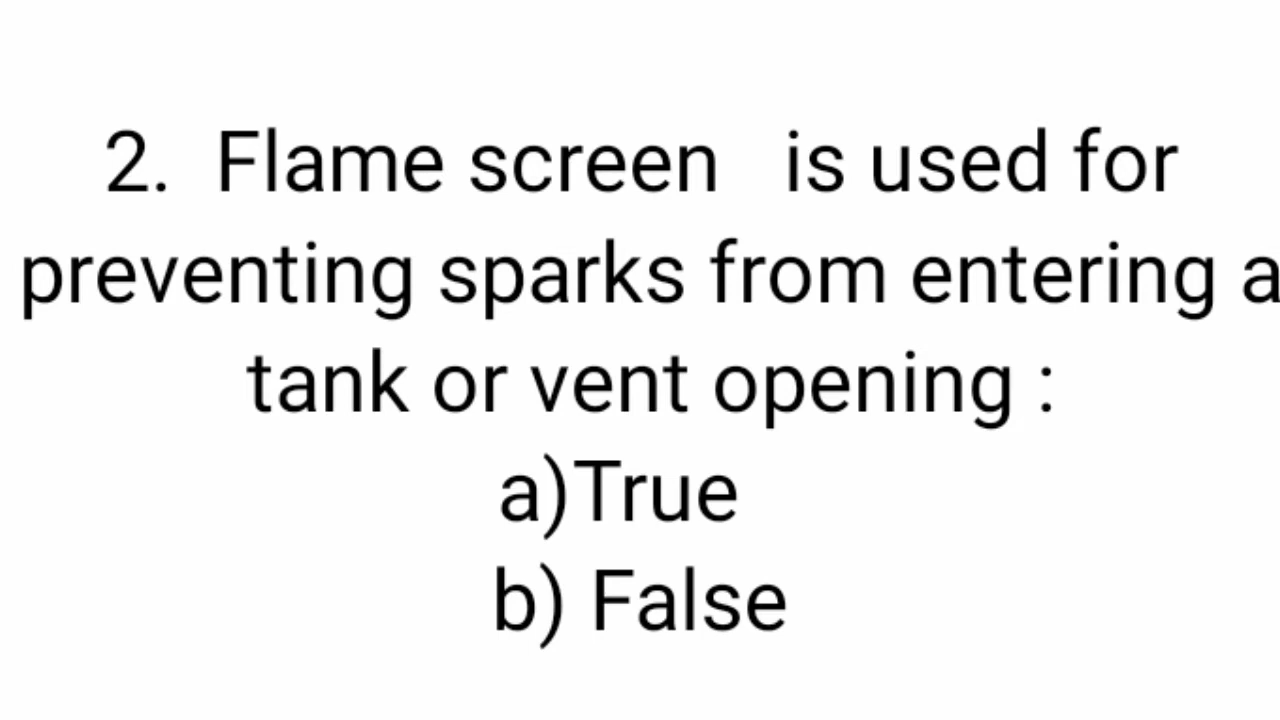 2. Flame screen is used for
preventing sparks from entering a
tank or vent opening :
a)True
b) False